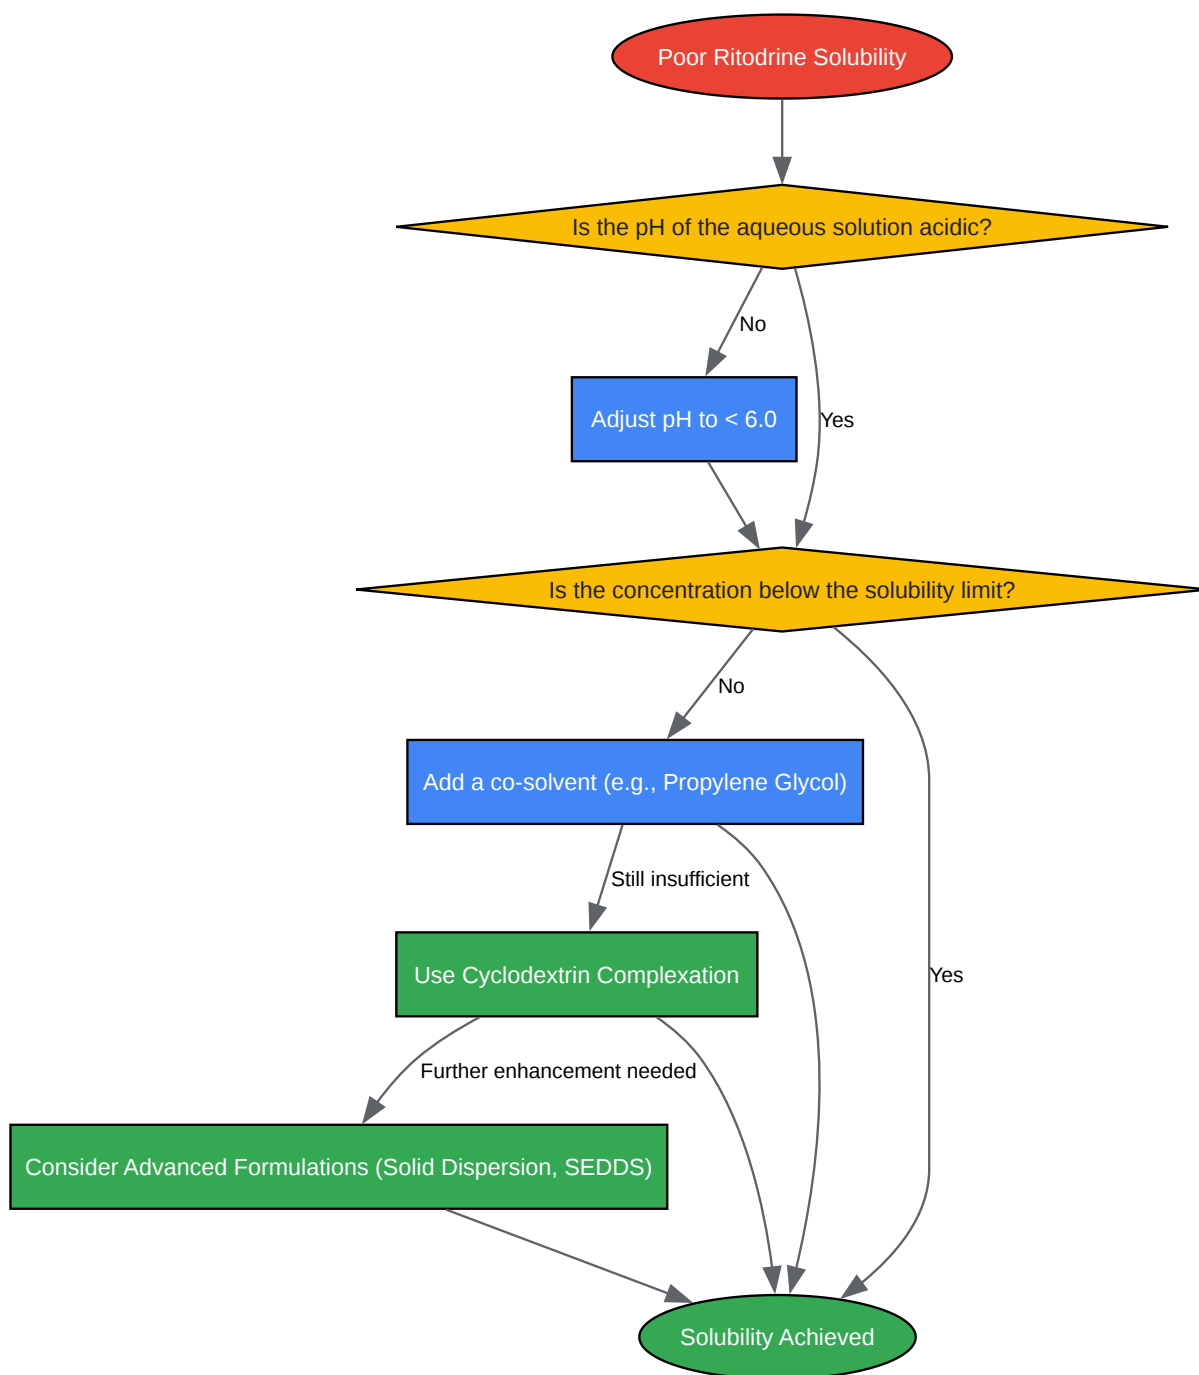 Poor Ritodrine Solubility
Is the pH of the aqueous solution acidic?
No
Adjust pH to < 6.0
Yes
Is the concentration below the solubility limit?
No
Add a co-solvent (e.g., Propylene Glycol)
Still insufficient
Use Cyclodextrin Complexation
Yes
Further enhancement needed
Consider Advanced Formulations (Solid Dispersion, SEDDS)
Solubility Achieved